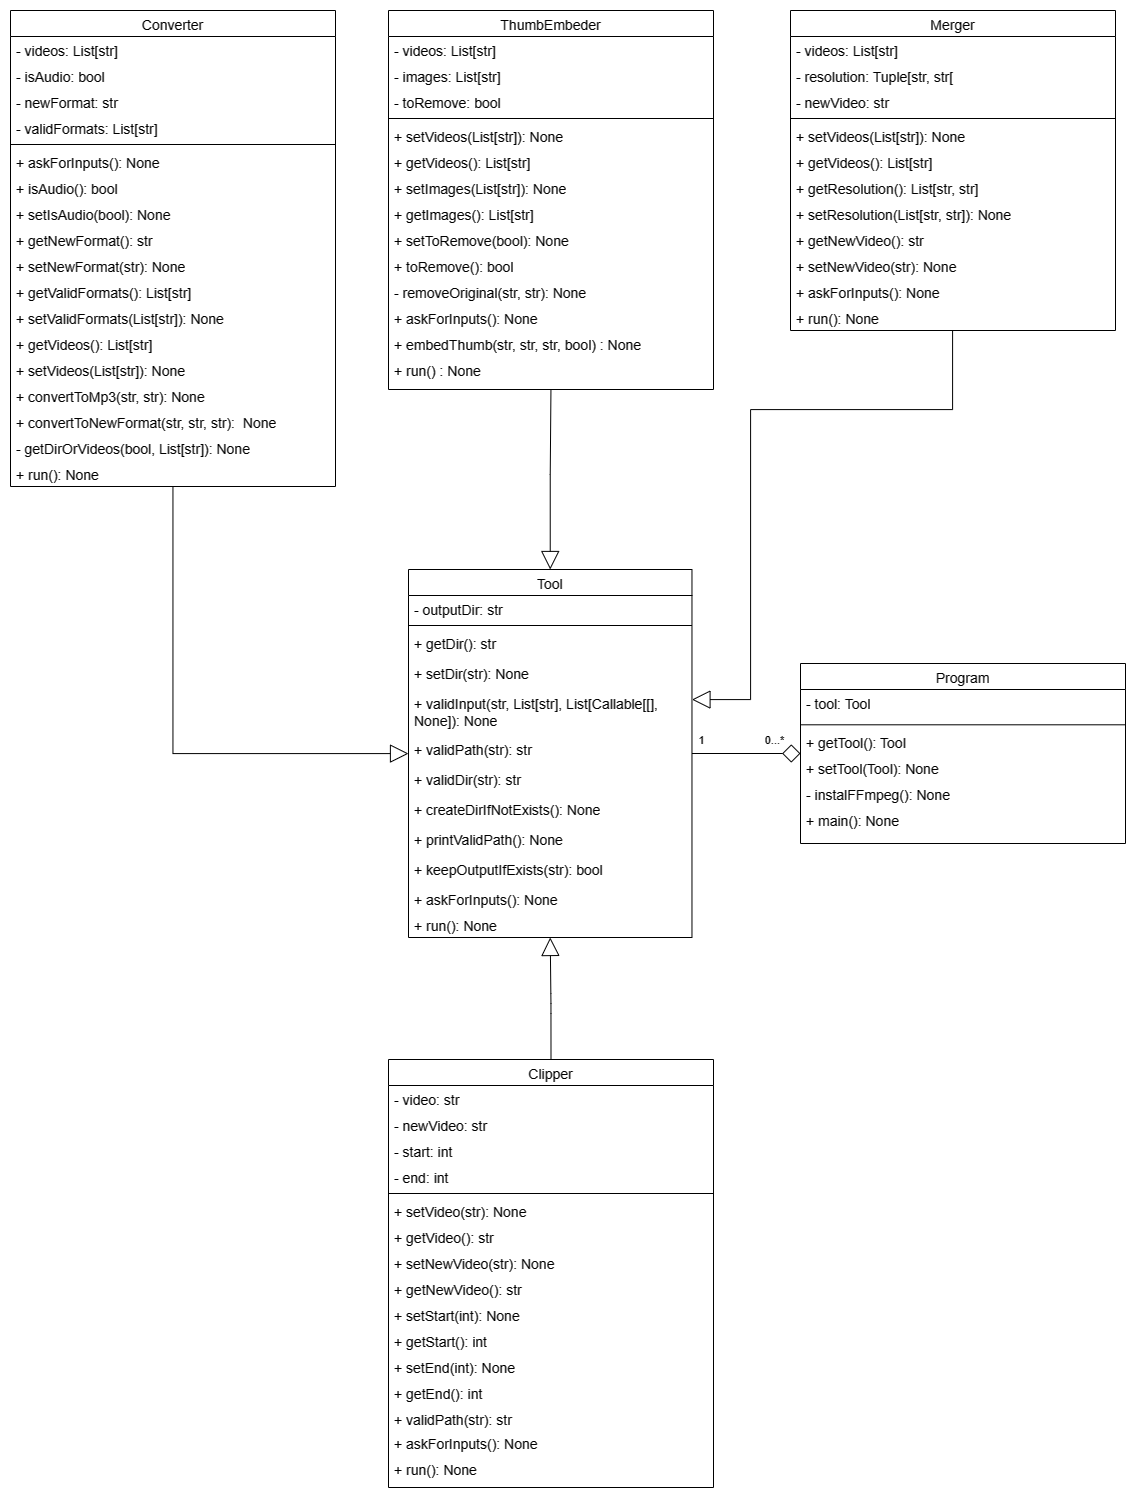 Converter
- videos: List[str]
- isAudio: bool
- newFormat: str
- validFormats: List[str]
+ askForInputs(): None
+ isAudio(): bool
+ setIsAudio(bool): None
+ getNewFormat(): str
+ setNewFormat(str): None
+ getValidFormats(): List[str]
+ setValidFormats(List[str]): None
+ getVideos(): List[str]
+ setVideos(List[str]): None
+ convertToMp3(str, str): None
+ convertToNewFormat(str, str, str):  None
- getDirOrVideos(bool, List[str]): None
+ run(): None
ThumbEmbeder
- videos: List[str]
- images: List[str]
- toRemove: bool
+ setVideos(List[str]): None
+ getVideos(): List[str]
+ setImages(List[str]): None
+ getImages(): List[str]
+ setToRemove(bool): None
+ toRemove(): bool
- removeOriginal(str, str): None
+ askForInputs(): None
+ embedThumb(str, str, str, bool) : None
+ run() : None
Merger
- videos: List[str]
- resolution: Tuple[str, str[
- newVideo: str
+ setVideos(List[str]): None
+ getVideos(): List[str]
+ getResolution(): List[str, str]
+ setResolution(List[str, str]): None
+ getNewVideo(): str
+ setNewVideo(str): None
+ askForInputs(): None
+ run(): None
Tool
- outputDir: str
+ getDir(): str
+ setDir(str): None
+ validInput(str, List[str], List[Callable[[],
None]): None
+ validPath(str): str
+ validDir(str): str
+ createDirIfNotExists(): None
+ printValidPath(): None
+ keepOutputIfExists(str): bool
+ askForInputs(): None
+ run(): None
1
0...*
Program
- tool: Tool
+ getTool(): Tool
+ setTool(Tool): None
- instalFFmpeg(): None
+ main(): None
Clipper
- video: str
- newVideo: str
- start: int
- end: int
+ setVideo(str): None
+ getVideo(): str
+ setNewVideo(str): None
+ getNewVideo(): str
+ setStart(int): None
+ getStart(): int
+ setEnd(int): None
+ getEnd(): int
+ validPath(str): str
+ askForInputs(): None
+ run(): None